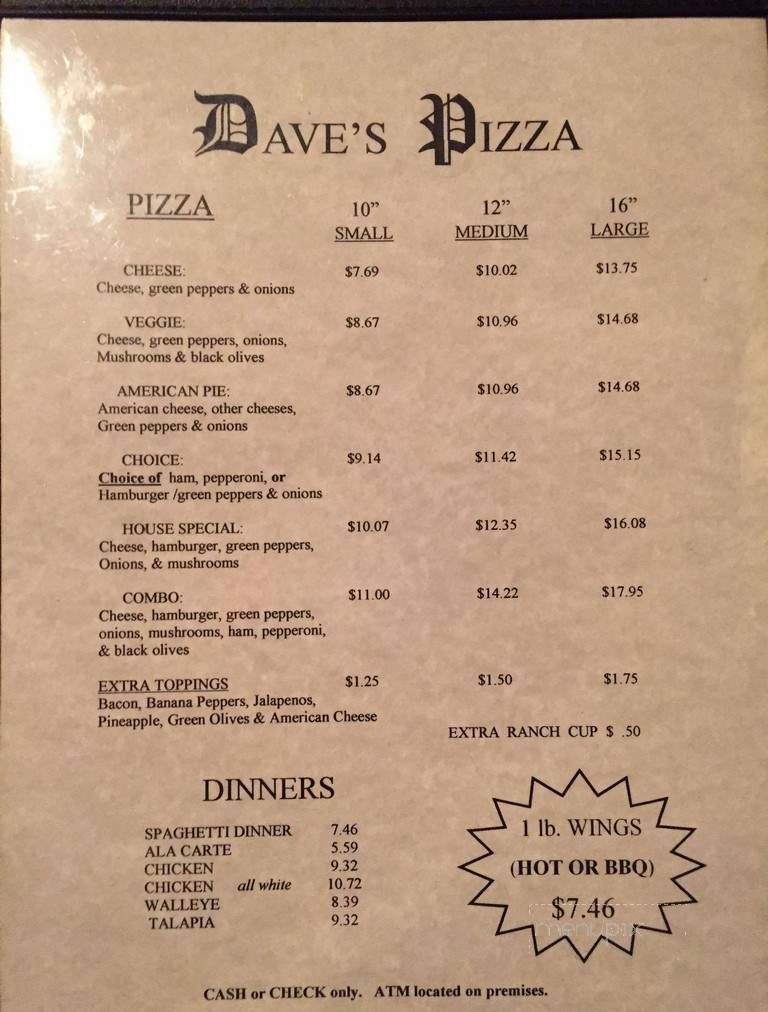 DAVE'S PIZZA
PIZZA 10" 12" 16"
SMALL MEDIUM LARGE
CHEESE: $7.69 $10.02 $13.75
Cheese, green peppers & onions
VEGGIE: $8.67 $10.96 $14.68
Cheese, green peppers, onions,
Mushrooms & black olives
AMERICAN PIE: $8.67 $10.96 $14.68
American cheese, other cheeses,
Green peppers & onions
CHOICE: $9.14 $11.42 $15.15
Choice of ham, pepperoni, or
Hamburger /green peppers & onions
HOUSE SPECIAL: $10.07 $12.35 $16.08
Cheese, hamburger, green peppers,
Onions, & mushrooms
COMBO: $11.00 $14.22 $17.95
Cheese, hamburger, green peppers,
onions, mushrooms, ham, pepperoni,
& black olives
EXTRA TOPPINGS $1.25 $1.50 $1.75
Bacon, Banana Peppers, Jalapenos,
Pineapple, Green Olives & American Cheese
EXTRA RANCH CUP $ .50
DINNERS
SPAGHETTI DINNER 7.46
ALA CARTE 5.59
CHICKEN 9.32
CHICKEN all white 10.72
WALLEYE 8.39
TALAPIA 9.32
1 lb. WINGS
(HOT OR BBQ)
$7.46
menupix
CASH or CHECK only. ATM located on premises.